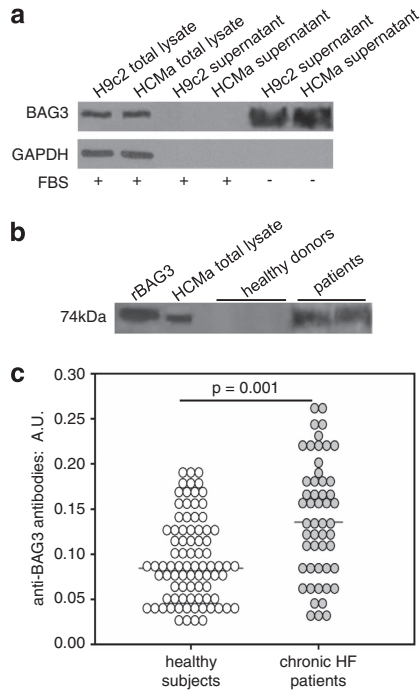 a
H9c2 total lysate
HCMa total lysate
H9c2 supernatant
HCMa supernatant
H9c2 supernatant
HCMa supernatant
BAG3
GAPDH
FBS + + + + - -
b
rBAG3
HCMa total lysate
healthy donors
patients
74kDa
c
anti-BAG3 antibodies: A.U.
0.30
0.25
0.20
0.15
0.10
0.05
0.00
p = 0.001
healthy
subjects
chronic HF
patients